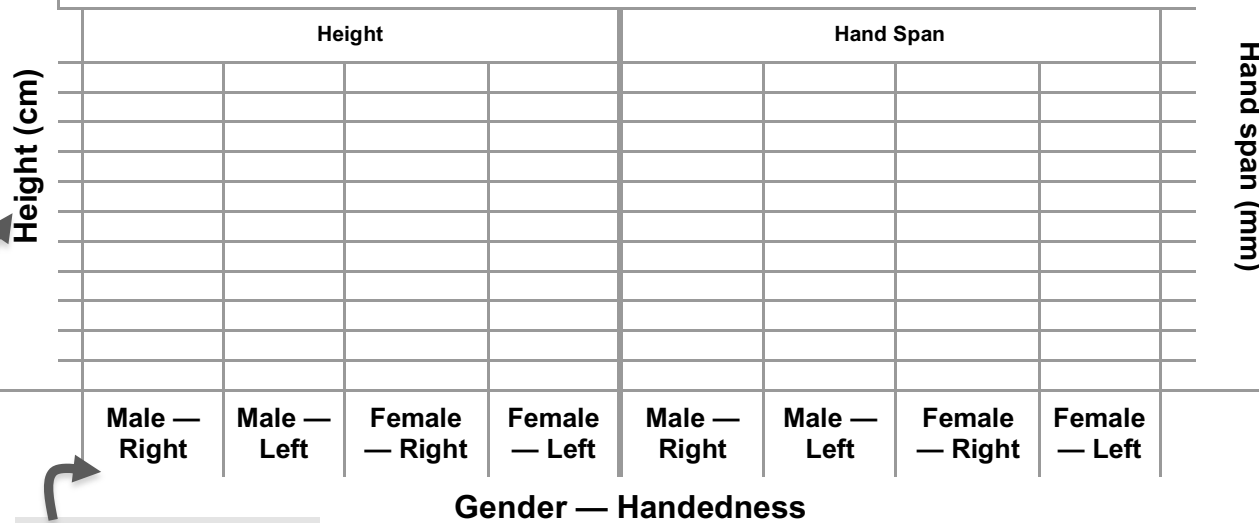 Height
Hand Span
Height (cm)
Hand span (mm)
Male — Right
Male — Left
Female — Right
Female — Left
Male — Right
Male — Left
Female — Right
Female — Left
Gender — Handedness